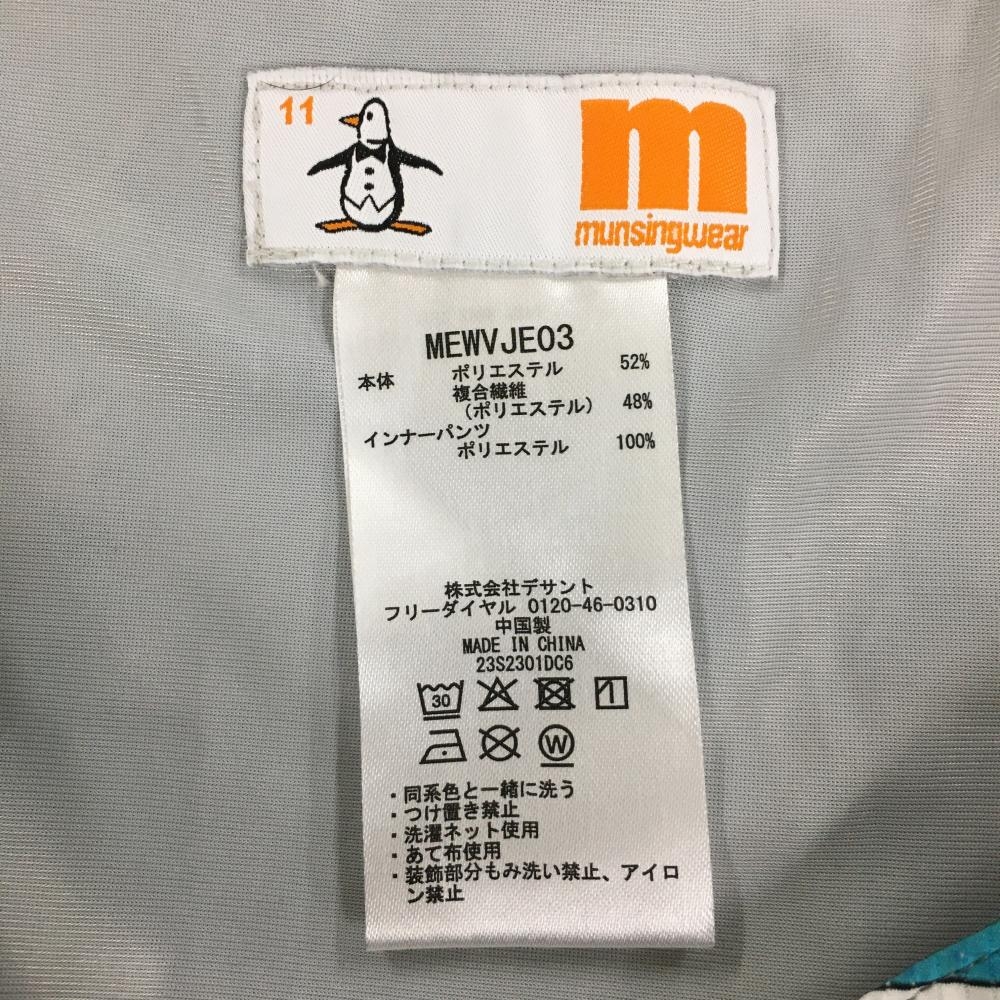 11
m
munsingwear
MEWVJE03
本体 ポリエステル 52%
複合繊維
(ポリエステル) 48%
インナーパンツ
ポリエステル 100%
株式会社デサント
フリーダイヤル 0120-46-0310
中国製
MADE IN CHINA
23S2301DC6
30
W
・同系色と一緒に洗う
・つけ置き禁止
・洗濯ネット使用
・あて布使用
・装飾部分もみ洗い禁止、アイロ
ン禁止